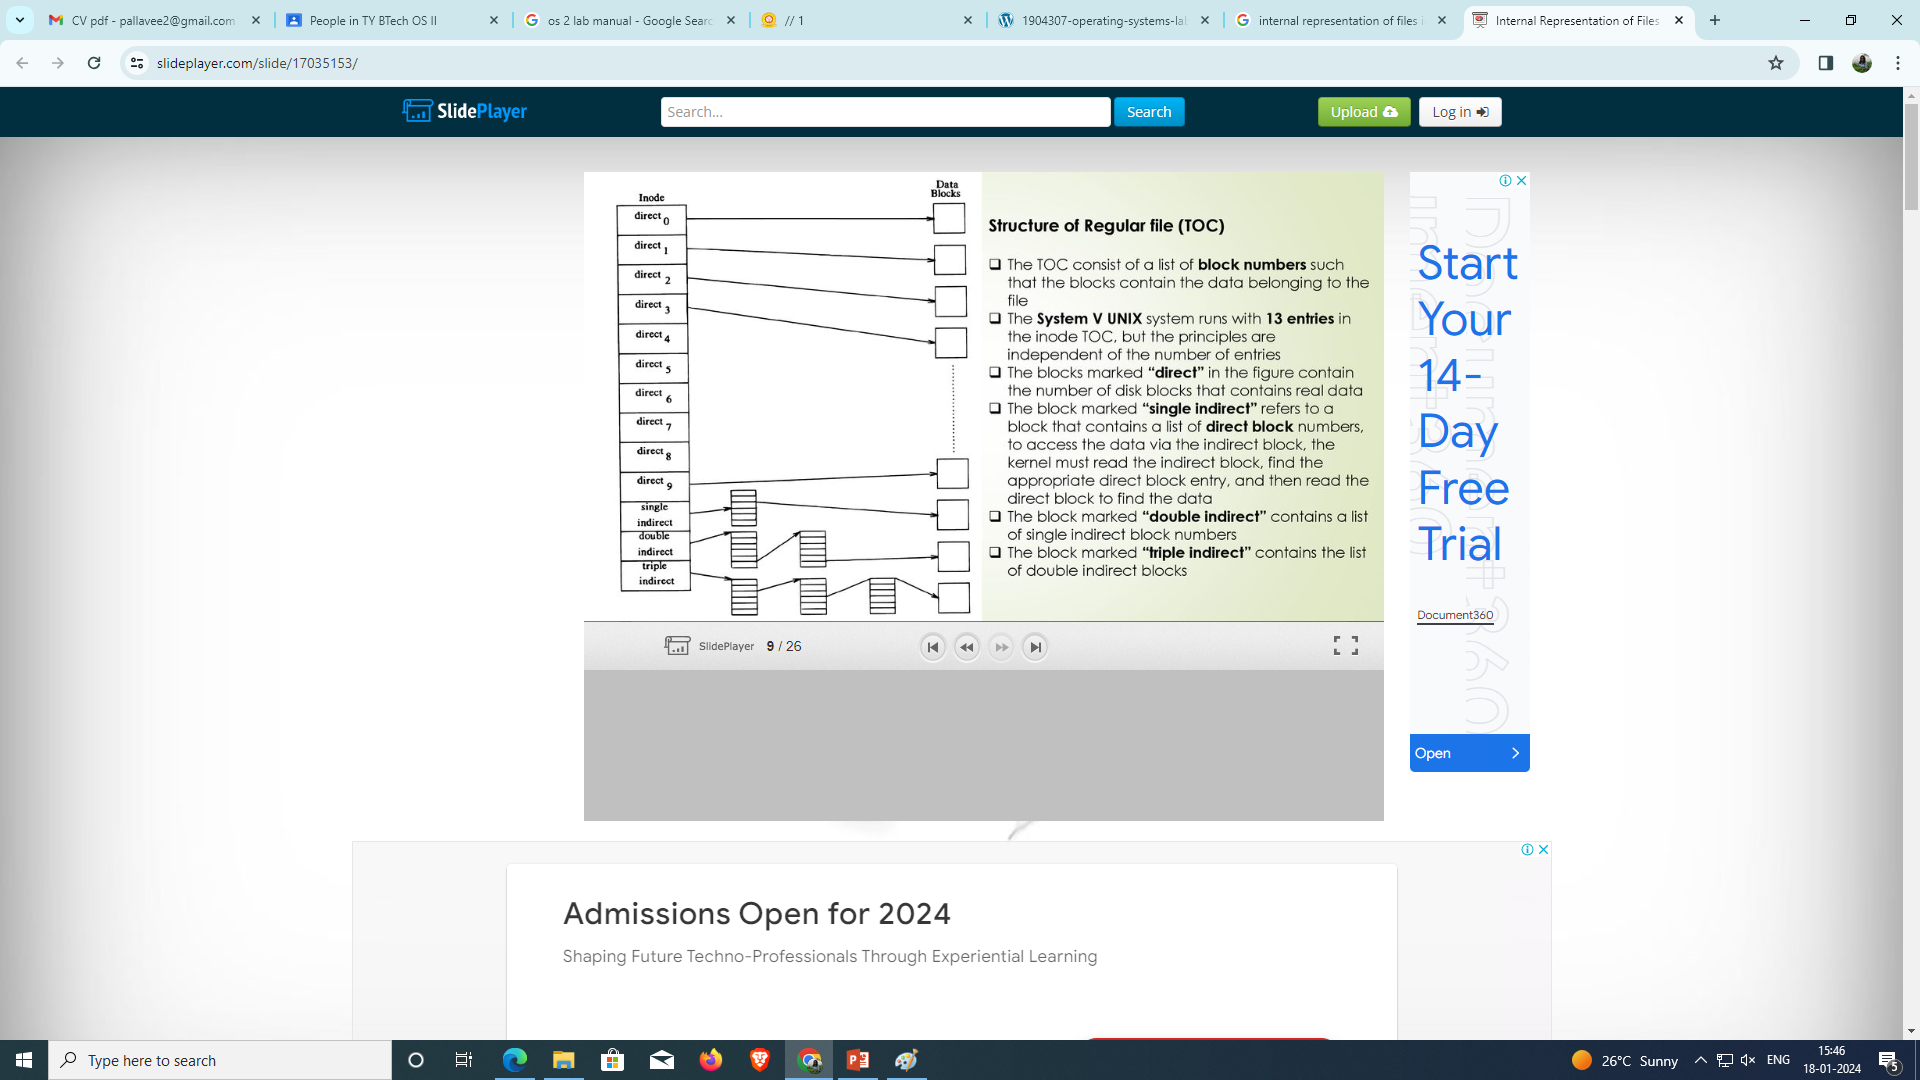 CV pdf - pallavee2@gmail.com
People in TY BTech OS II
os 2 lab manual - Google Searc
// 1
1904307-operating-systems-la
internal representation of files i
Internal Representation of Files
slideplayer.com/slide/17035153/
SlidePlayer
Search...
Search
Upload
Log in
Inode
Data
Blocks
direct 0
direct 1
direct 2
direct 3
direct 4
direct 5
direct 6
direct 7
direct 8
direct 9
single
indirect
double
indirect
triple
indirect
Structure of Regular file (TOC)
❑ The TOC consist of a list of block numbers such
that the blocks contain the data belonging to the
file
❑ The System V UNIX system runs with 13 entries in
the inode TOC, but the principles are
independent of the number of entries
❑ The blocks marked “direct” in the figure contain
the number of disk blocks that contains real data
❑ The block marked “single indirect” refers to a
block that contains a list of direct block numbers,
to access the data via the indirect block, the
kernel must read the indirect block, find the
appropriate direct block entry, and then read the
direct block to find the data
❑ The block marked “double indirect” contains a list
of single indirect block numbers
❑ The block marked “triple indirect” contains the list
of double indirect blocks
SlidePlayer 9 / 26
Start
Your
14-
Day
Free
Trial
Document360
Open
Admissions Open for 2024
Shaping Future Techno-Professionals Through Experiential Learning
Type here to search
26°C Sunny
ENG
15:46
18-01-2024
5